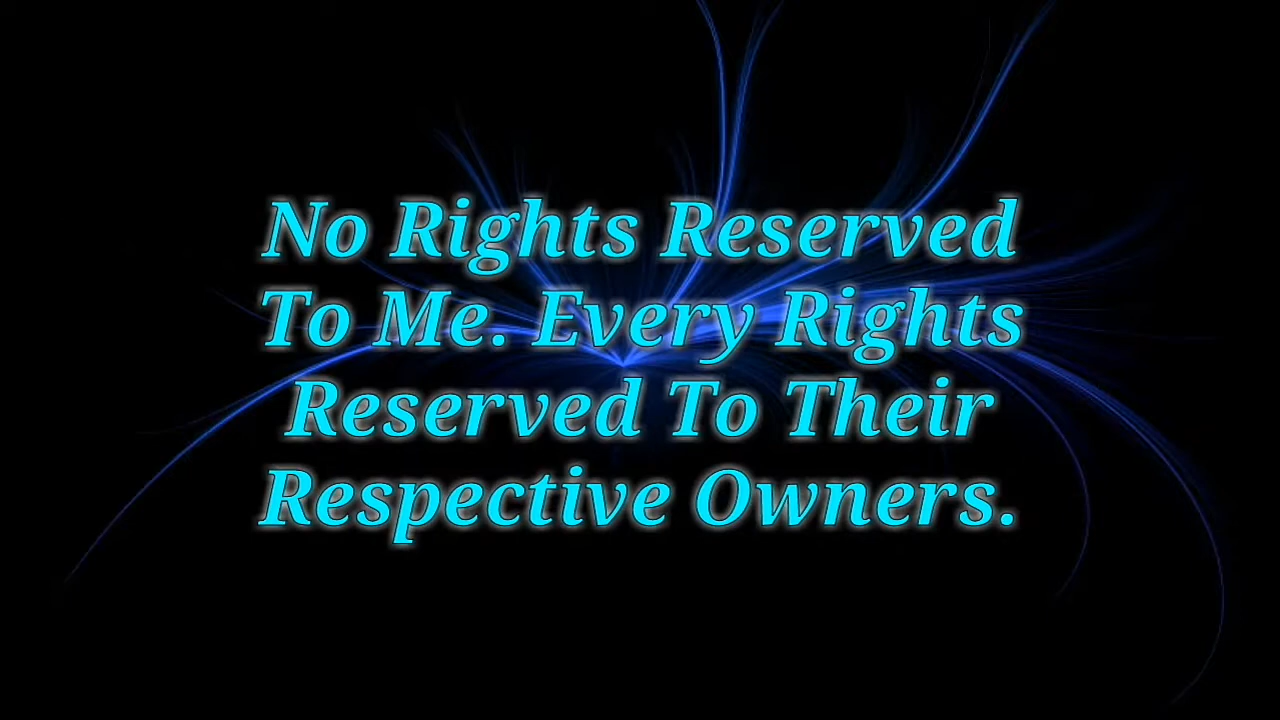 No Rights Reserved
To Me. Every Rights
Reserved To Their
Respective Owners.